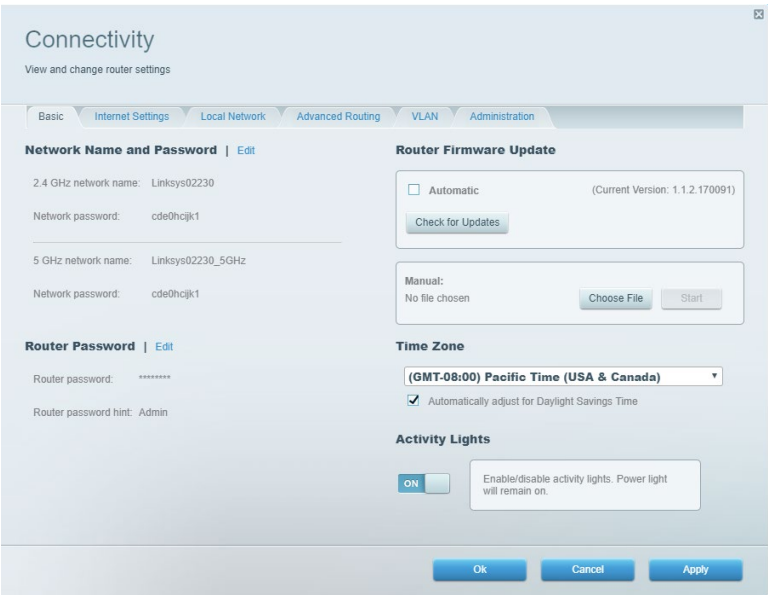 Connectivity
View and change router settings
Basic Internet Settings Local Network Advanced Routing VLAN Administration
Network Name and Password | Edit
2.4 GHz network name: Linksys02230
Network password: cde0hcijk1
5 GHz network name: Linksys02230_5GHz
Network password: cde0hcijk1
Router Password | Edit
Router password: ********
Router password hint: Admin
Router Firmware Update
Automatic (Current Version: 1.1.2.170091)
Check for Updates
Manual:
No file chosen Choose File Start
Time Zone
(GMT-08:00) Pacific Time (USA & Canada)
Automatically adjust for Daylight Savings Time
Activity Lights
ON
Enable/disable activity lights. Power light
will remain on.
Ok Cancel Apply